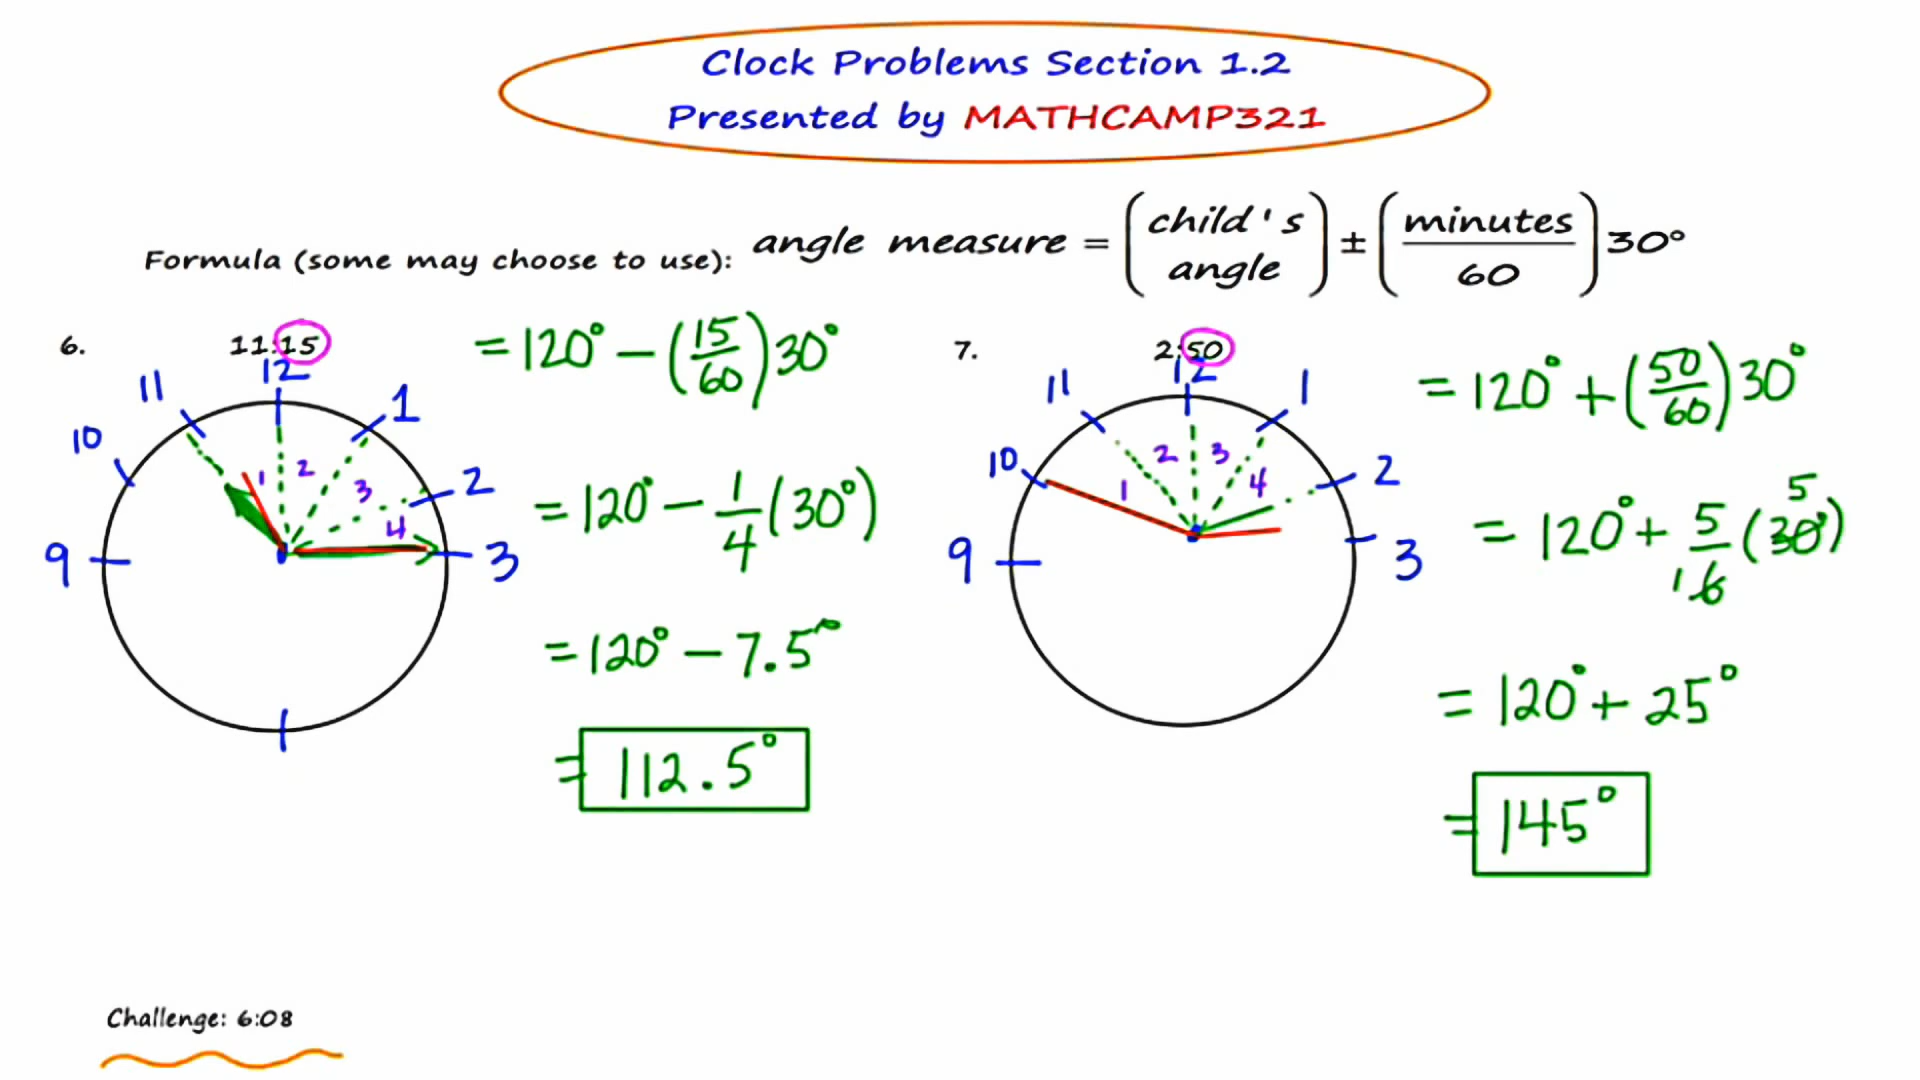 Clock Problems Section 1.2
Presented by MATHCAMP321
Formula (some may choose to use): angle measure = (child's angle) ± (minutes/60) 30°
6. 11:15
12
11
1
10
2
9
3
1 2 3 4
= 120° − (15/60) 30°
= 120° − 1/4 (30°)
= 120° − 7.5°
= 112.5°
7. 2:50
12
11
1
10
2
9
3
1 2 3 4
= 120° + (50/60) 30°
5
= 120° + 5/6 (30°)
1
= 120° + 25°
= 145°
Challenge: 6:08